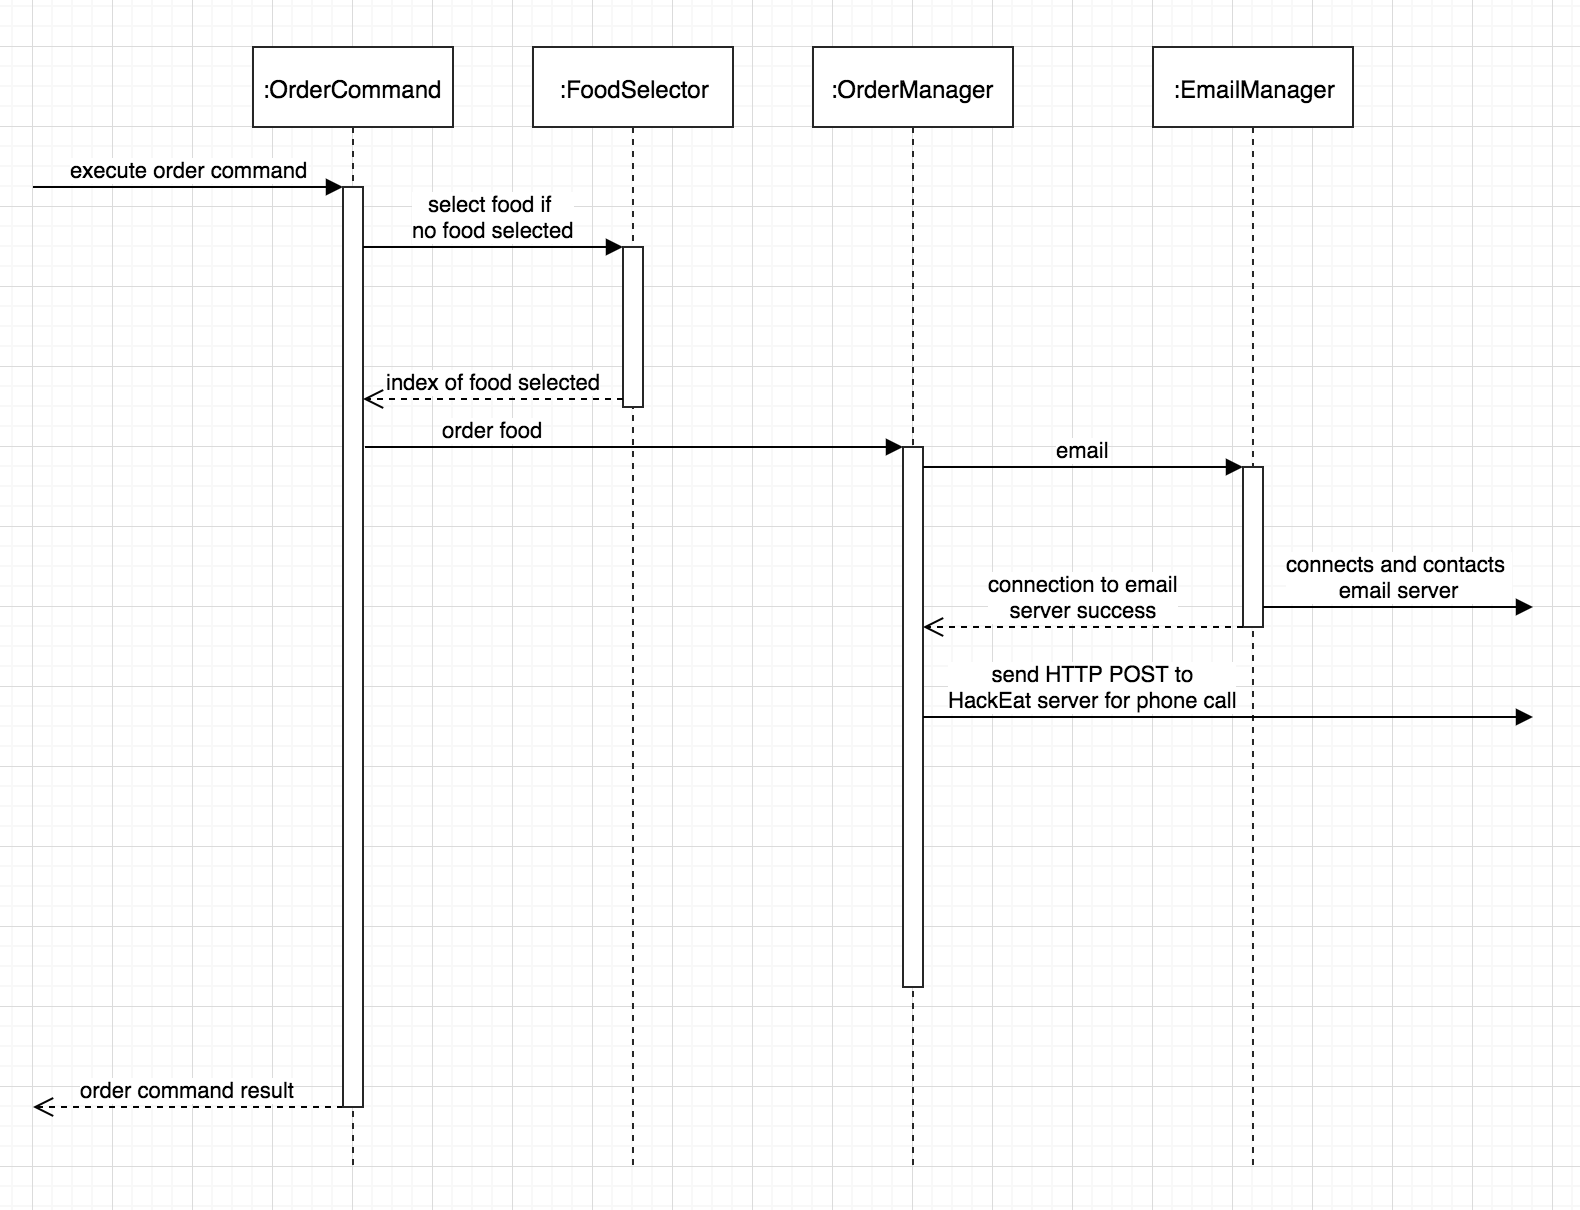 :OrderCommand
:FoodSelector
:OrderManager
:EmailManager
execute order command
select food if
no food selected
index of food selected
order food
email
connects and contacts
email server
connection to email
server success
send HTTP POST to
HackEat server for phone call
order command result